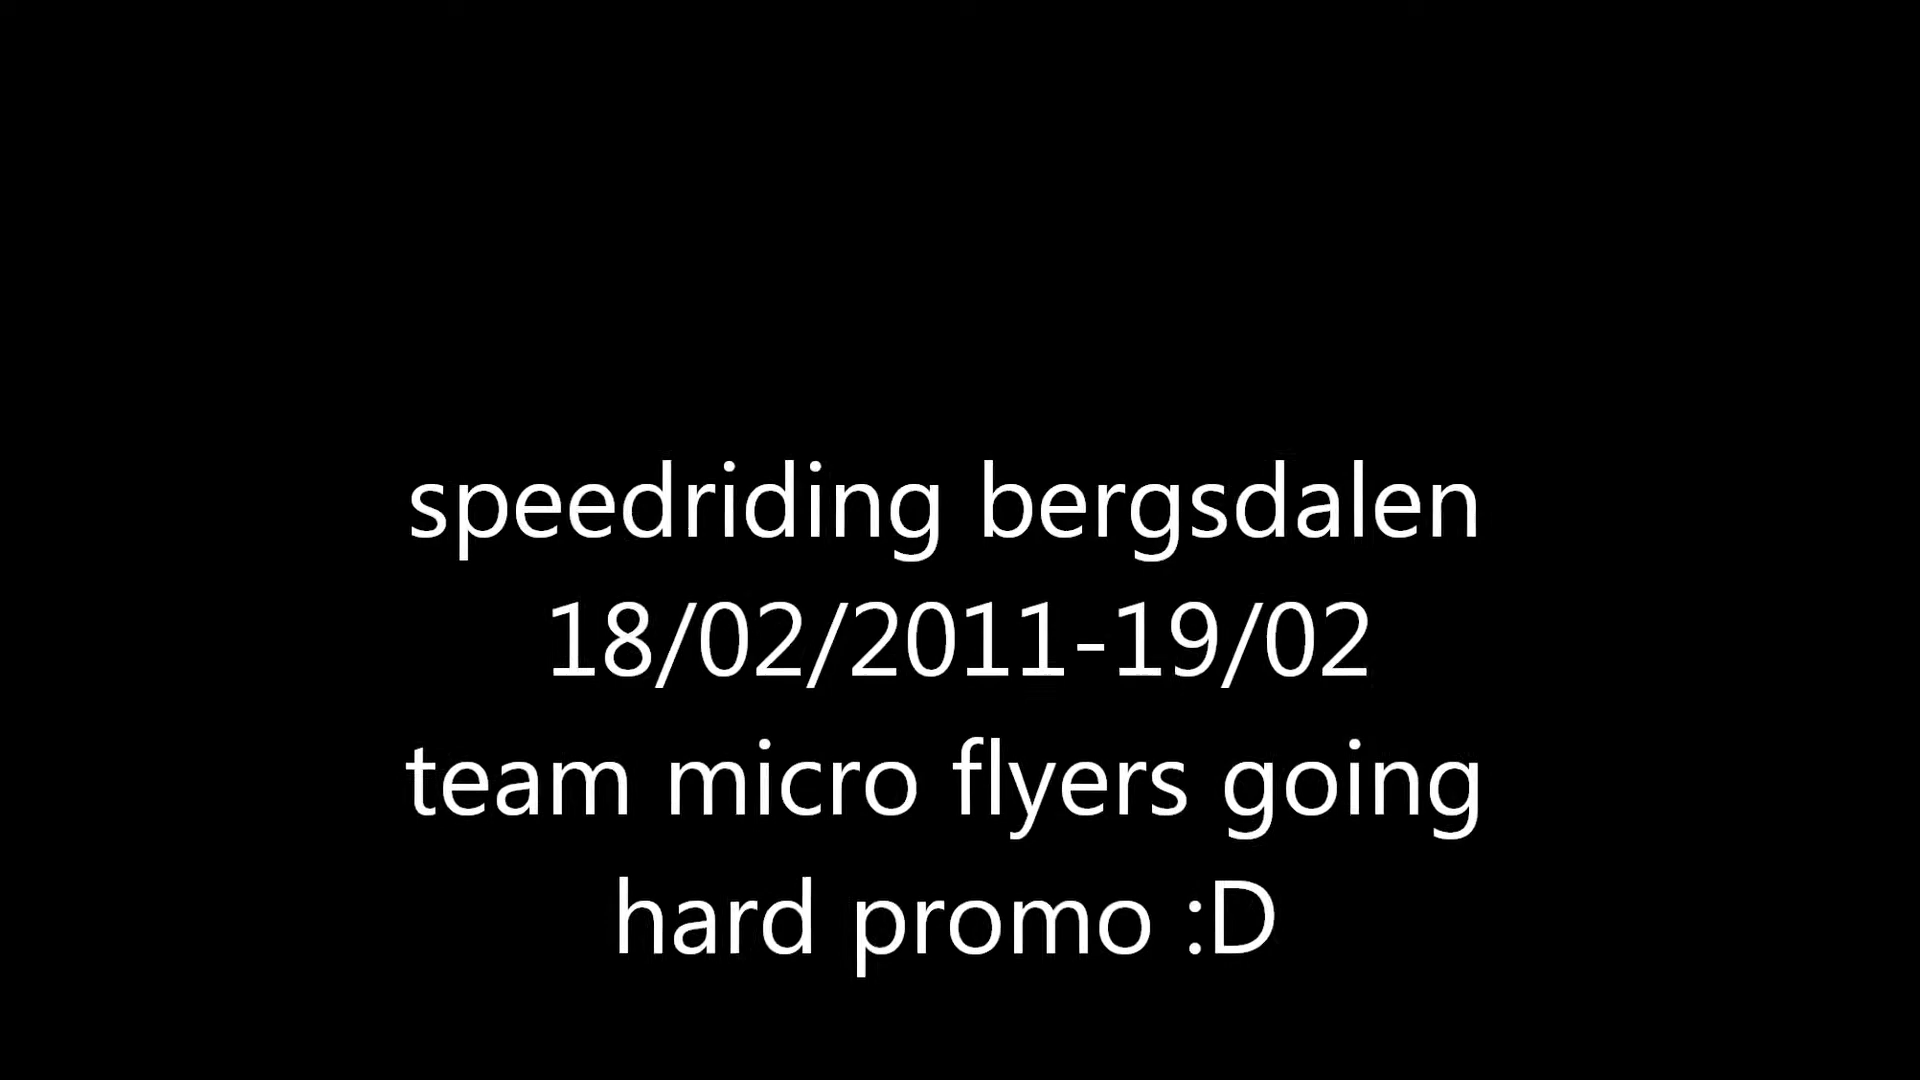 speedriding bergsdalen
18/02/2011-19/02
team micro flyers going
hard promo :D